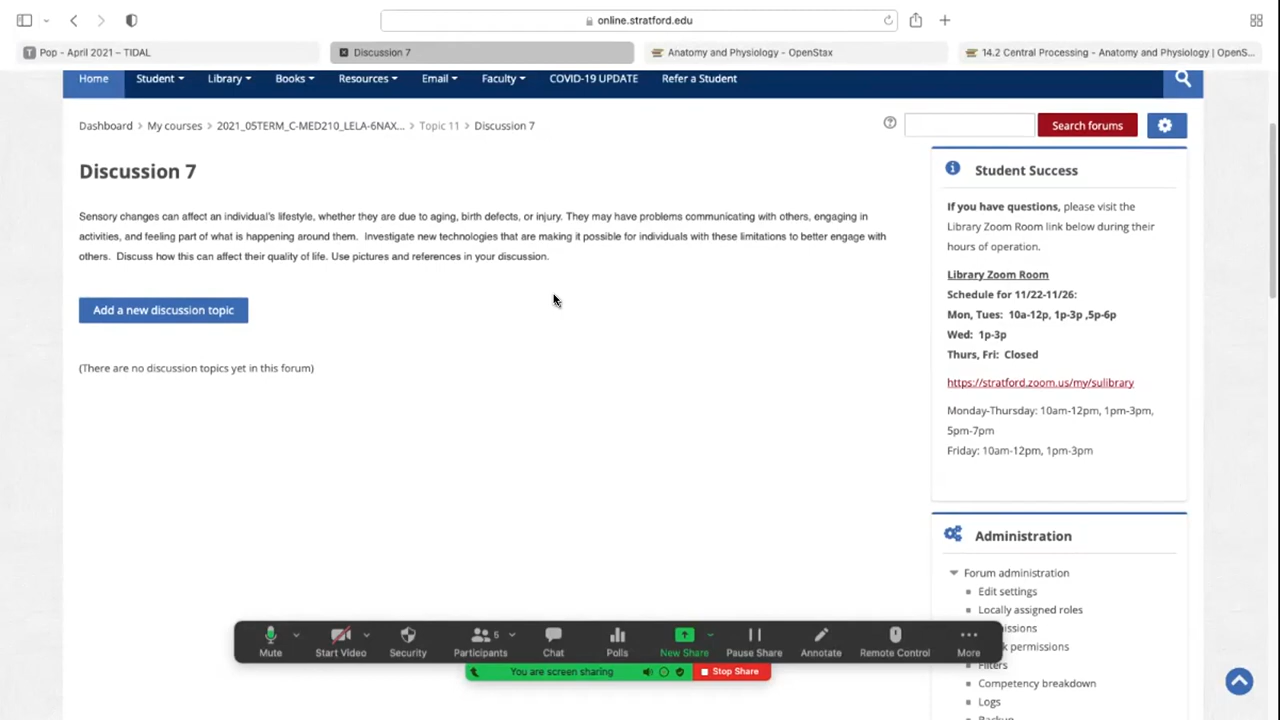 online.stratford.edu
Pop - April 2021 – TIDAL
Discussion 7
Anatomy and Physiology - OpenStax
14.2 Central Processing - Anatomy and Physiology | OpenS...
Home
Student
Library
Books
Resources
Email
Faculty
COVID-19 UPDATE
Refer a Student
Dashboard > My courses > 2021_05TERM_C-MED210_LELA-6NAX... > Topic 11 > Discussion 7
Search forums
Discussion 7
Sensory changes can affect an individual's lifestyle, whether they are due to aging, birth defects, or injury. They may have problems communicating with others, engaging in
activities, and feeling part of what is happening around them.  Investigate new technologies that are making it possible for individuals with these limitations to better engage with
others.  Discuss how this can affect their quality of life. Use pictures and references in your discussion.
Add a new discussion topic
(There are no discussion topics yet in this forum)
Student Success
If you have questions, please visit the
Library Zoom Room link below during their
hours of operation.
Library Zoom Room
Schedule for 11/22-11/26:
Mon, Tues:  10a-12p, 1p-3p ,5p-6p
Wed:  1p-3p
Thurs, Fri:  Closed
https://stratford.zoom.us/my/sulibrary
Monday-Thursday: 10am-12pm, 1pm-3pm,
5pm-7pm
Friday: 10am-12pm, 1pm-3pm
Administration
Forum administration
Edit settings
Locally assigned roles
permissions
Filters
Competency breakdown
Logs
Mute
Start Video
Security
Participants
6
Chat
Polls
New Share
Pause Share
Annotate
Remote Control
More
You are screen sharing
Stop Share